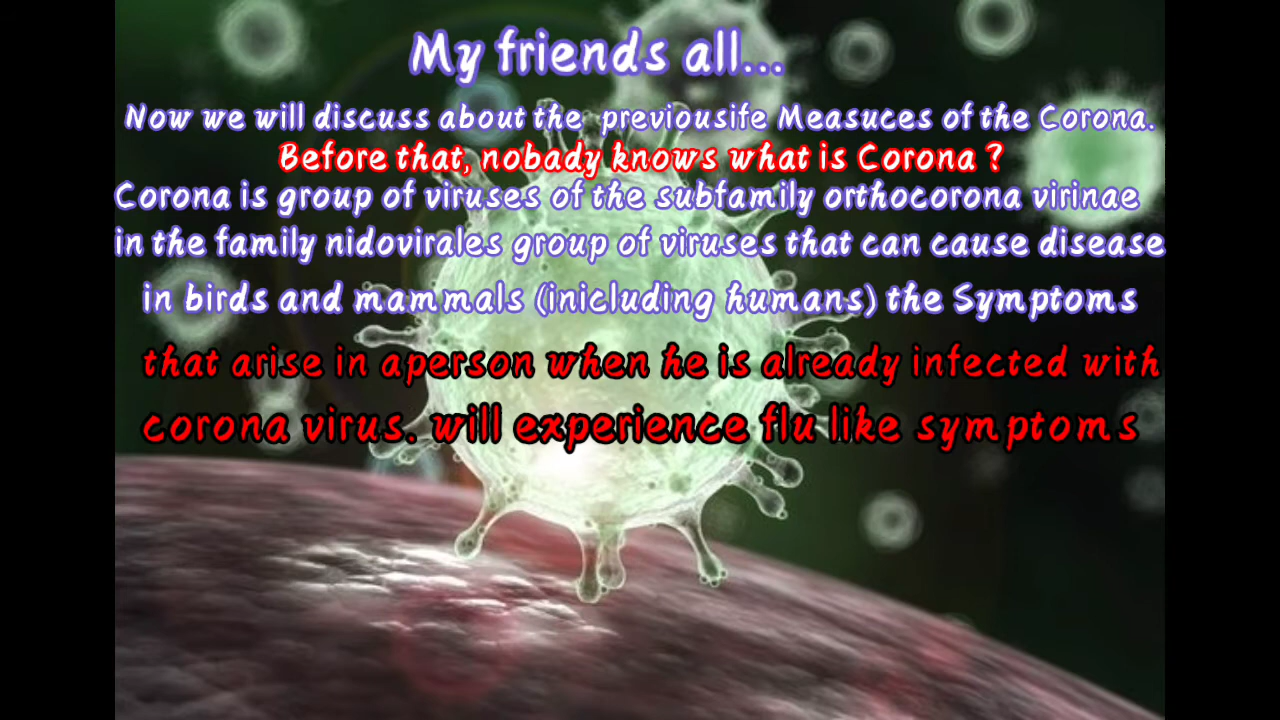 My friends all...
Now we will discuss about the previousife Measuces of the Corona.
Before that, nobady knows what is Corona ?
Corona is group of viruses of the subfamily orthocorona virinae
in the family nidovirales group of viruses that can cause disease
in birds and mammals (inicluding humans) the Symptoms
that arise in aperson when he is already infected with
corona virus. will experience flu like symptoms